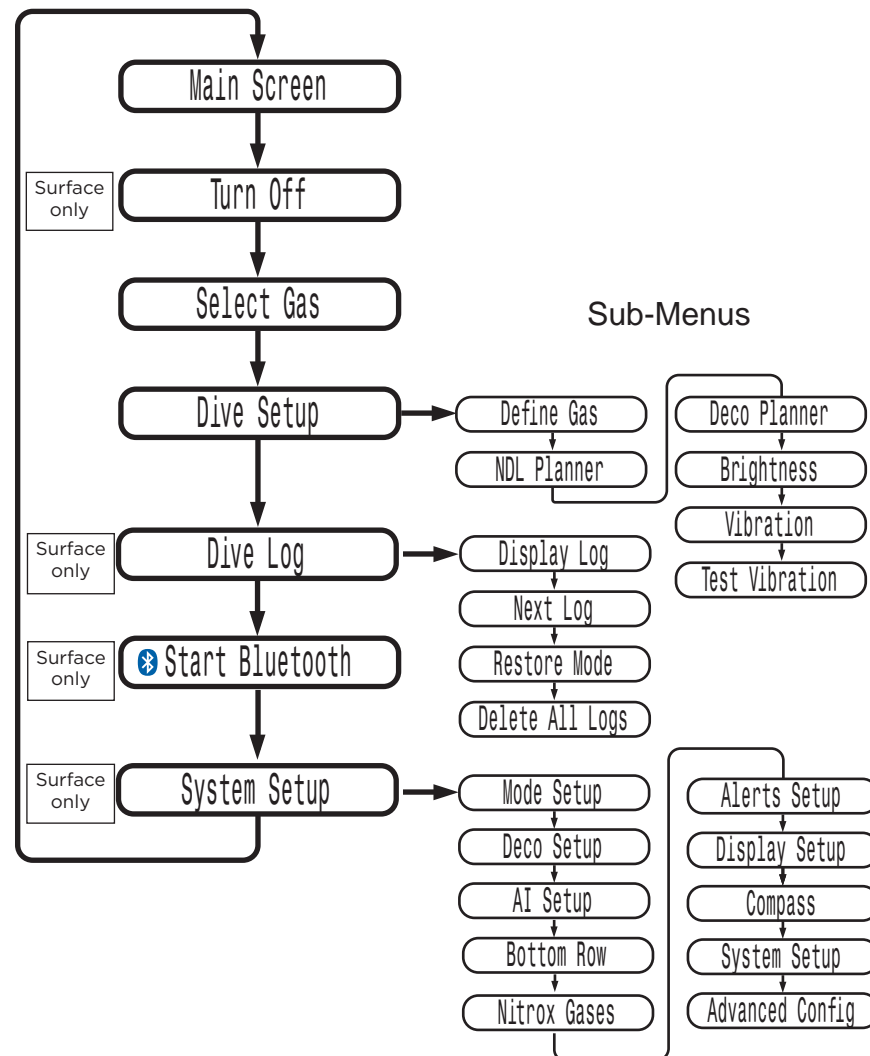 Main Screen
Surface
only
Turn Off
Select Gas
Sub-Menus
Dive Setup
Define Gas
NDL Planner
Deco Planner
Brightness
Vibration
Test Vibration
Surface
only
Dive Log
Display Log
Next Log
Restore Mode
Delete All Logs
Surface
only
Start Bluetooth
Surface
only
System Setup
Mode Setup
Deco Setup
AI Setup
Bottom Row
Nitrox Gases
Alerts Setup
Display Setup
Compass
System Setup
Advanced Config